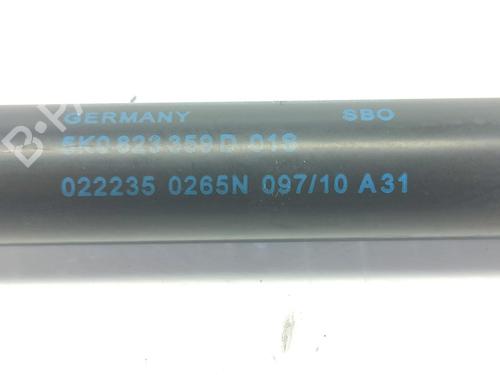 GERMANY SBO
5K0 823 359 D 018
022235 0265N 097/10 A31